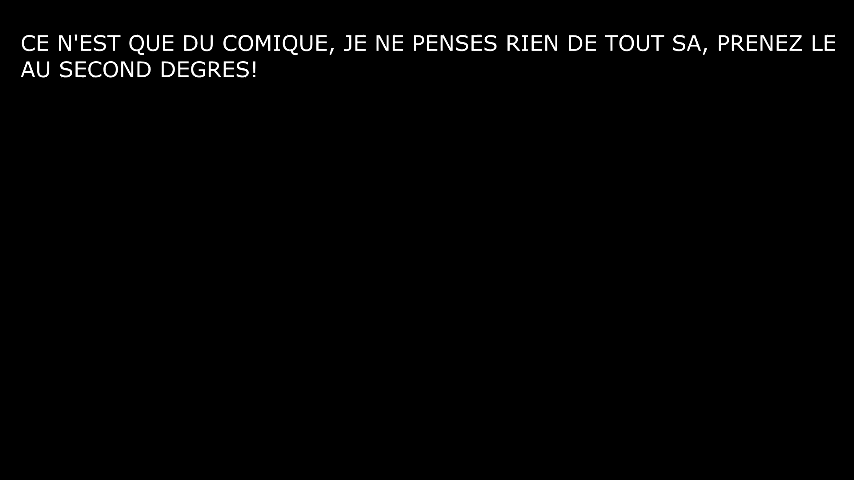 CE N'EST QUE DU COMIQUE, JE NE PENSES RIEN DE TOUT SA, PRENEZ LE
AU SECOND DEGRES!